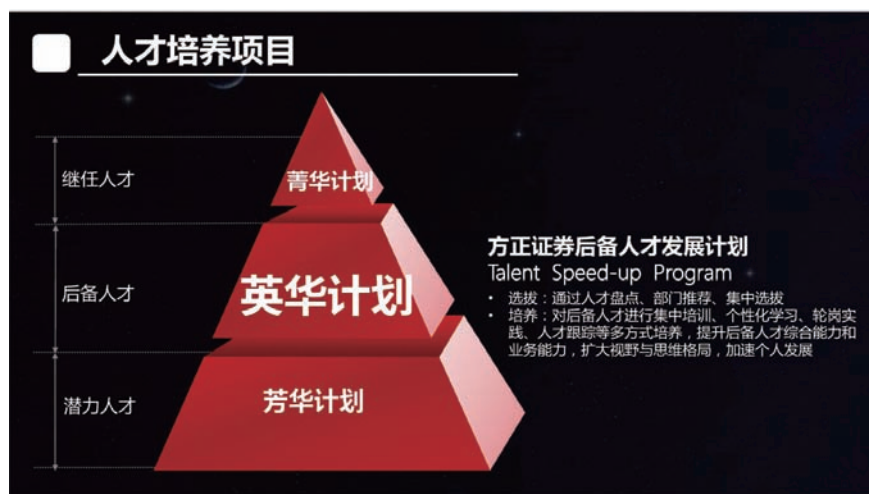 人才培养项目
继任人才
菁华计划
后备人才
英华计划
潜力人才
芳华计划
方正证券后备人才发展计划
Talent Speed-up Program
• 选拔：通过人才盘点、部门推荐、集中选拔
• 培养：对后备人才进行集中培训、个性化学习、轮岗实
践、人才跟踪等多方式培养，提升后备人才综合能力和
业务能力，扩大视野与思维格局，加速个人发展